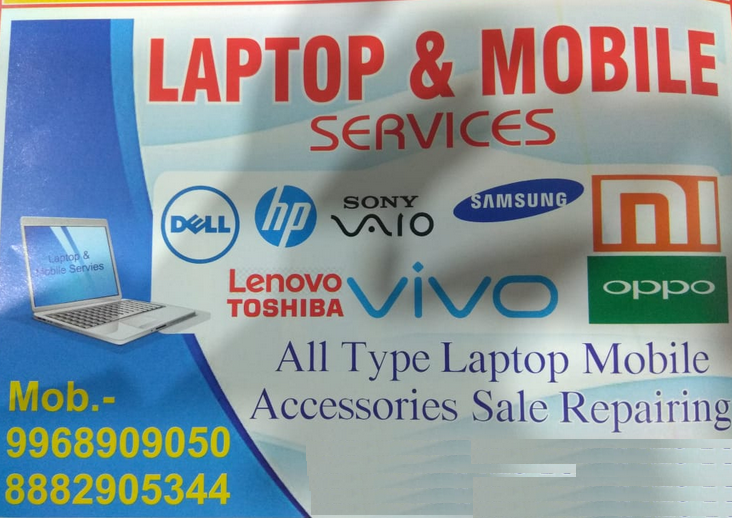 LAPTOP & MOBILE
SERVICES
DELL
hp
SONY
VAIO
SAMSUNG
mi
Lenovo
TOSHIBA
vivo
oppo
Laptop &
Mobile Servies
All Type Laptop Mobile
Accessories Sale Repairing
Mob.-
9968909050
8882905344